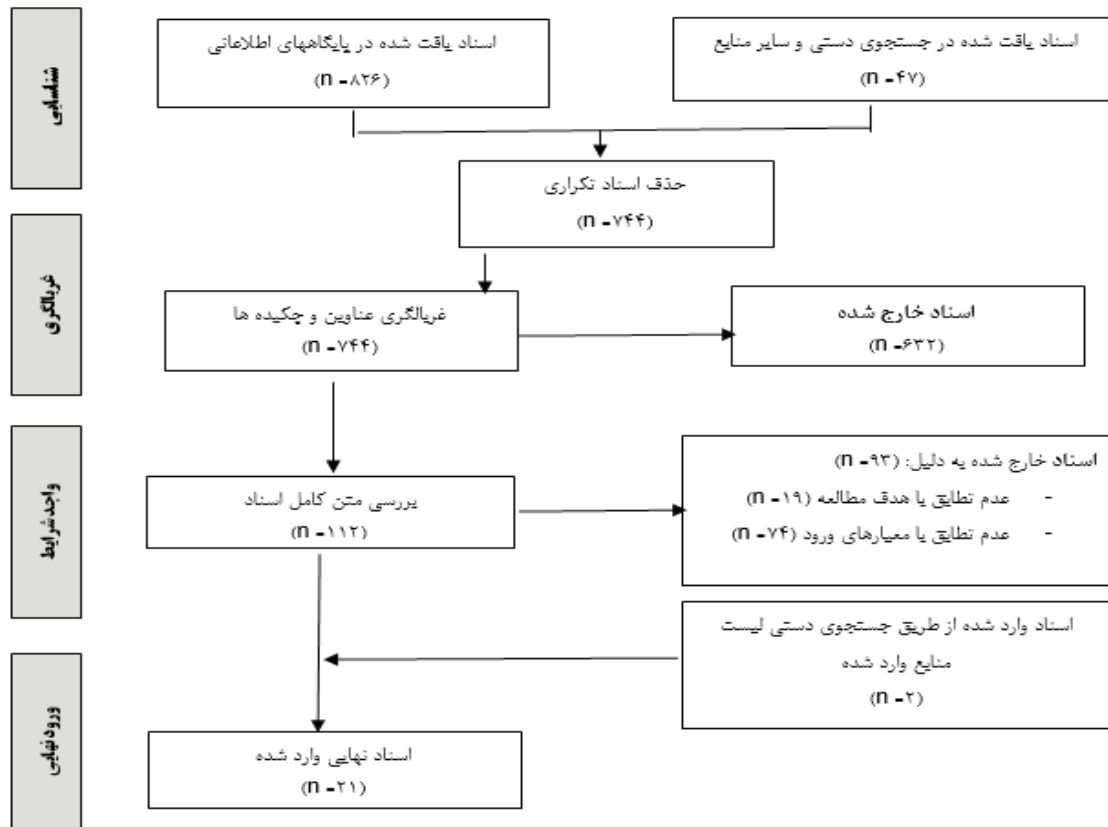 شناسایی
اسناد یافت شده در پایگاههای اطلاعاتی
(n =۸۲۶)
اسناد یافت شده در جستجوی دستی و سایر منابع
(n =۴۷)
حذف اسناد تکراری
(n =۷۴۴)
غربالگری
غربالگری عناوین و چکیده ها
(n =۷۴۴)
اسناد خارج شده
(n =۶۳۲)
واجد شرایط
بررسی متن کامل اسناد
(n =۱۱۲)
اسناد خارج شده به دلیل: (n =۹۳)
- عدم تطابق با هدف مطالعه (n =۱۹)
- عدم تطابق با معیارهای ورود (n =۷۴)
اسناد وارد شده از طریق جستجوی دستی لیست
منابع وارد شده
(n =۲)
ورود نهایی
اسناد نهایی وارد شده
(n =۲۱)